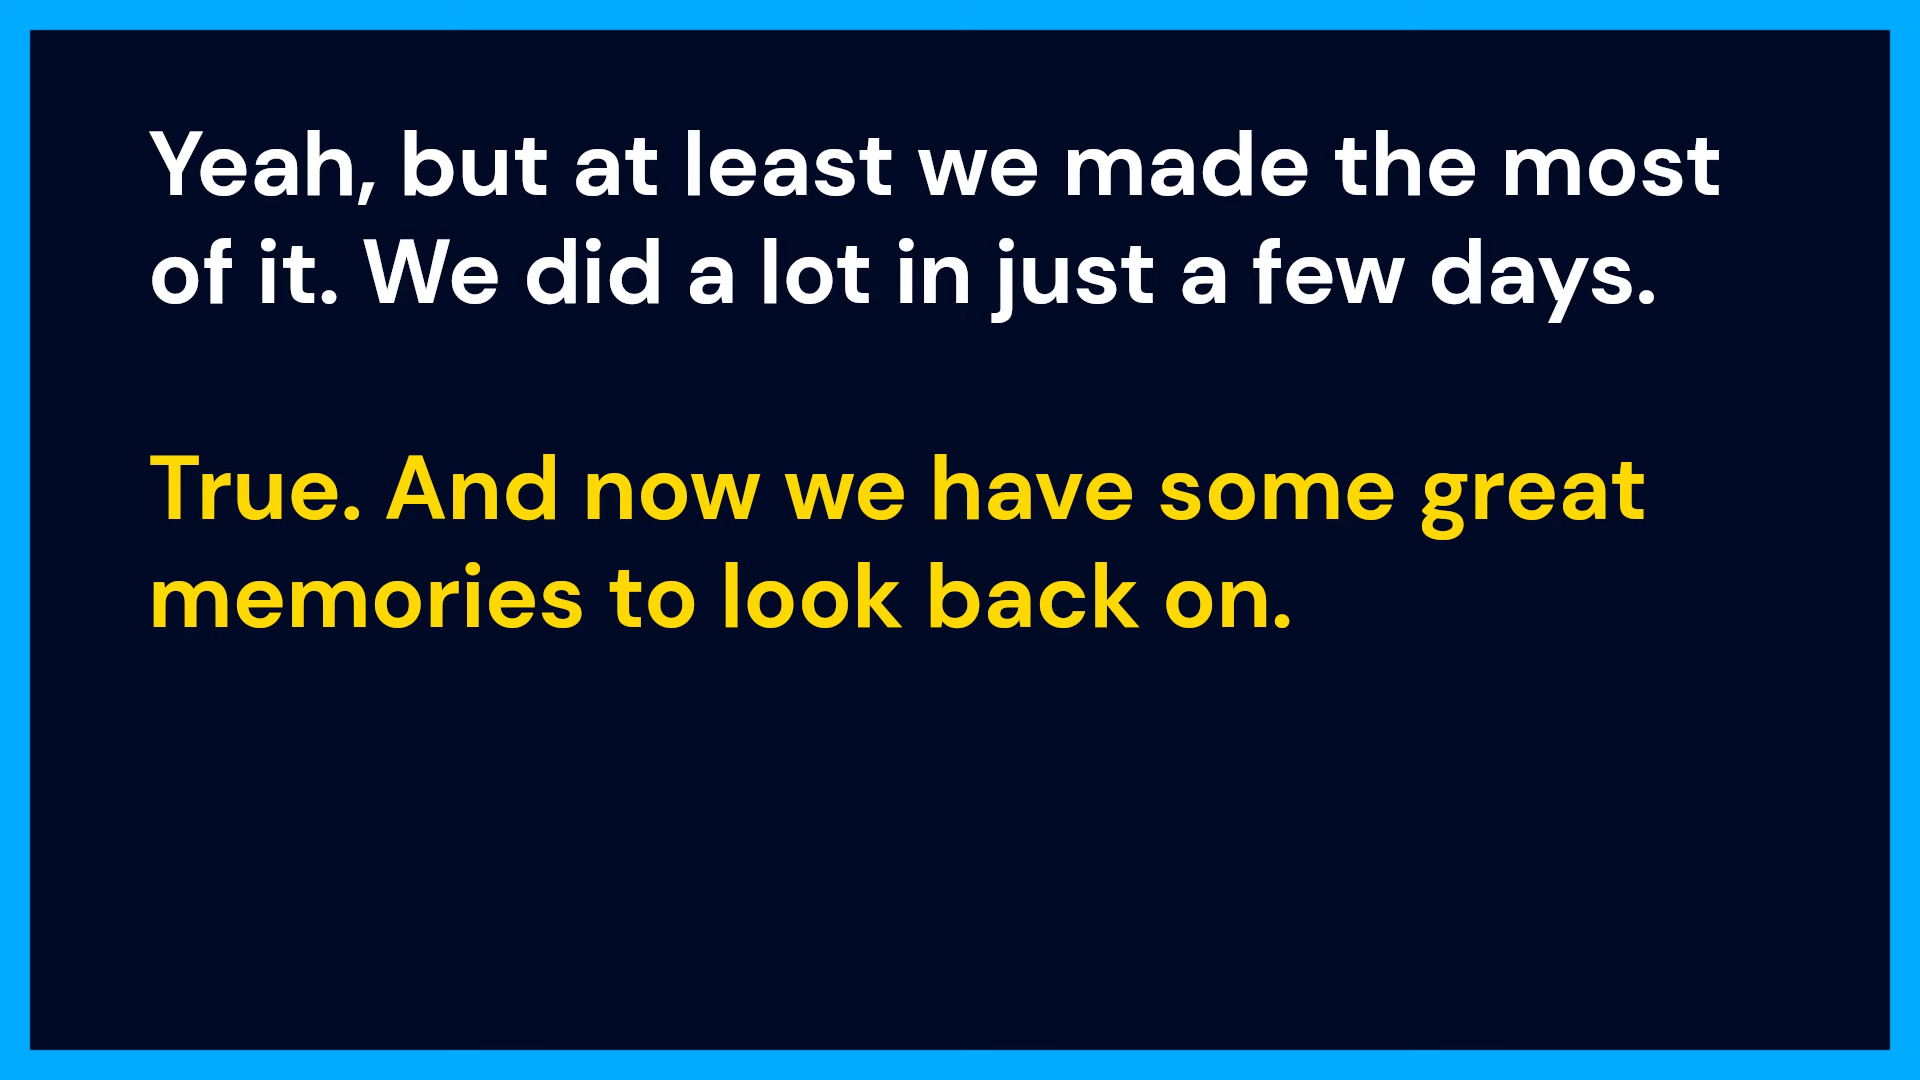 Yeah, but at least we made the most
of it. We did a lot in just a few days.
True. And now we have some great
memories to look back on.